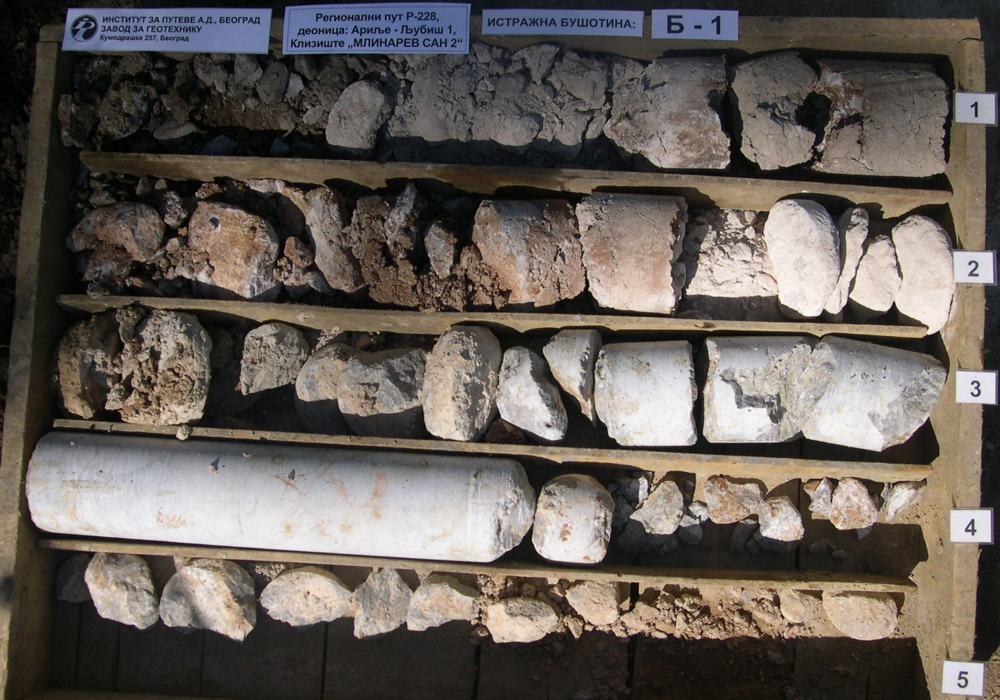 ИНСТИТУТ ЗА ПУТЕВЕ А.Д., БЕОГРАД
ЗАВОД ЗА ГЕОТЕХНИКУ
Кумодрашка 257, Београд
Регионални пут Р-228,
деоница: Ариље - Љубиш 1,
Клизиште „МЛИНАРЕВ САН 2“
ИСТРАЖНА БУШОТИНА:
Б - 1
1
2
3
4
5